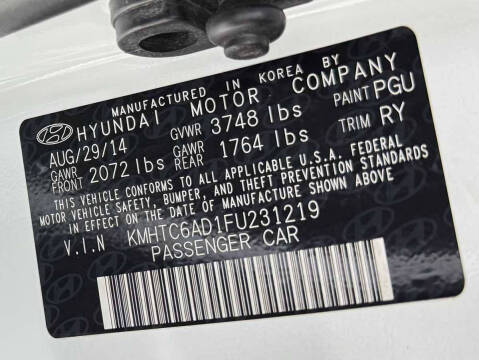 MANUFACTURED IN KOREA BY
HYUNDAI MOTOR COMPANY
AUG/29/14 GVWR 3748 lbs PAINT PGU
GAWR FRONT 2072 lbs GAWR REAR 1764 lbs TRIM RY
THIS VEHICLE CONFORMS TO ALL APPLICABLE U.S.A. FEDERAL
MOTOR VEHICLE SAFETY, BUMPER, AND THEFT PREVENTION STANDARDS
IN EFFECT ON THE DATE OF MANUFACTURE SHOWN ABOVE
V.I.N KMHTC6AD1FU231219
PASSENGER CAR